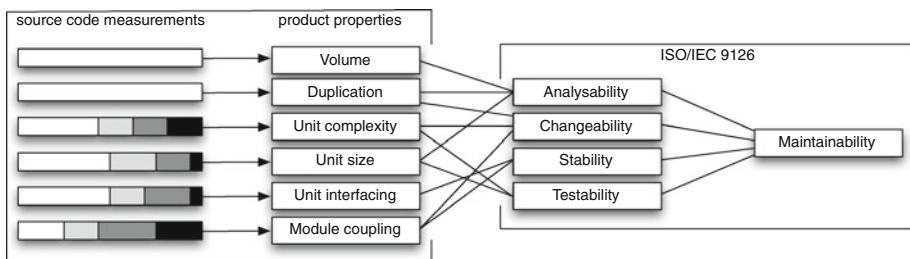 source code measurements
product properties
ISO/IEC 9126
Volume
Duplication
Analysability
Unit complexity
Changeability
Maintainability
Unit size
Stability
Unit interfacing
Testability
Module coupling